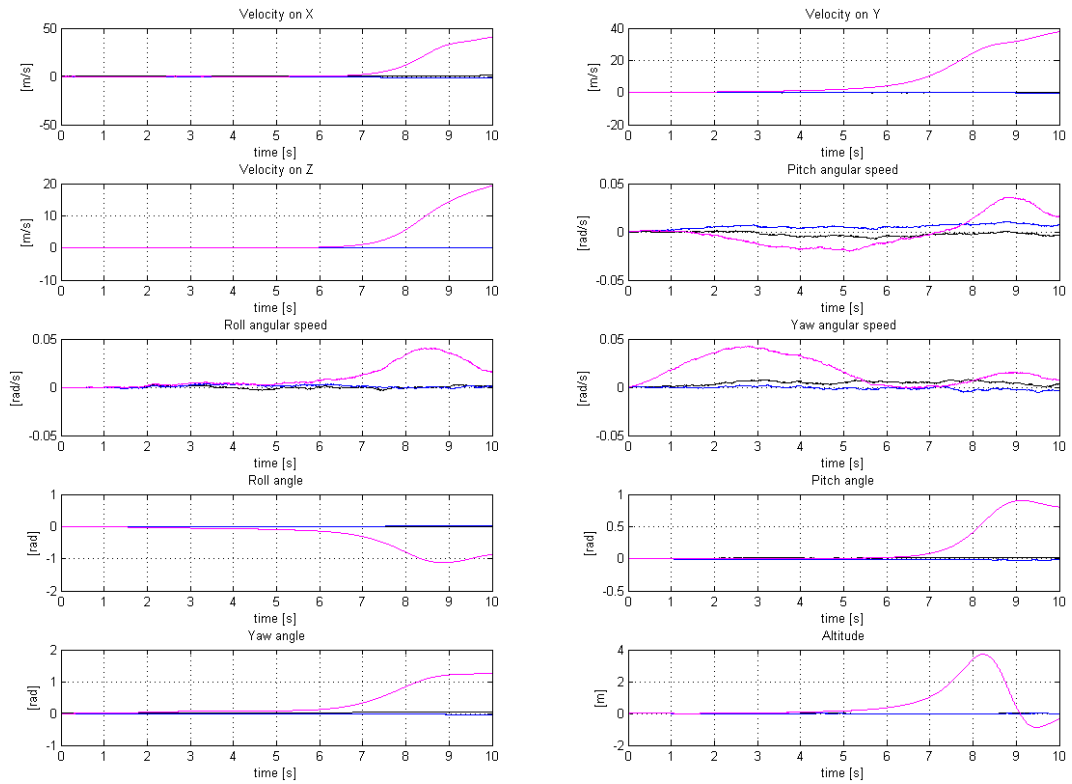 Velocity on X
50
0
-50
[m/s]
0 1 2 3 4 5 6 7 8 9 10
time [s]
Velocity on Y
40
20
0
-20
[m/s]
0 1 2 3 4 5 6 7 8 9 10
time [s]
Velocity on Z
20
10
0
-10
[m/s]
0 1 2 3 4 5 6 7 8 9 10
time [s]
Pitch angular speed
0.05
0
-0.05
[rad/s]
0 1 2 3 4 5 6 7 8 9 10
time [s]
Roll angular speed
0.05
0
-0.05
[rad/s]
0 1 2 3 4 5 6 7 8 9 10
time [s]
Yaw angular speed
0.05
0
-0.05
[rad/s]
0 1 2 3 4 5 6 7 8 9 10
time [s]
Roll angle
1
0
-1
-2
[rad]
0 1 2 3 4 5 6 7 8 9 10
time [s]
Pitch angle
1
0.5
0
-0.5
[rad]
0 1 2 3 4 5 6 7 8 9 10
time [s]
Yaw angle
2
1
0
-1
[rad]
0 1 2 3 4 5 6 7 8 9 10
time [s]
Altitude
4
2
0
-2
[m]
0 1 2 3 4 5 6 7 8 9 10
time [s]